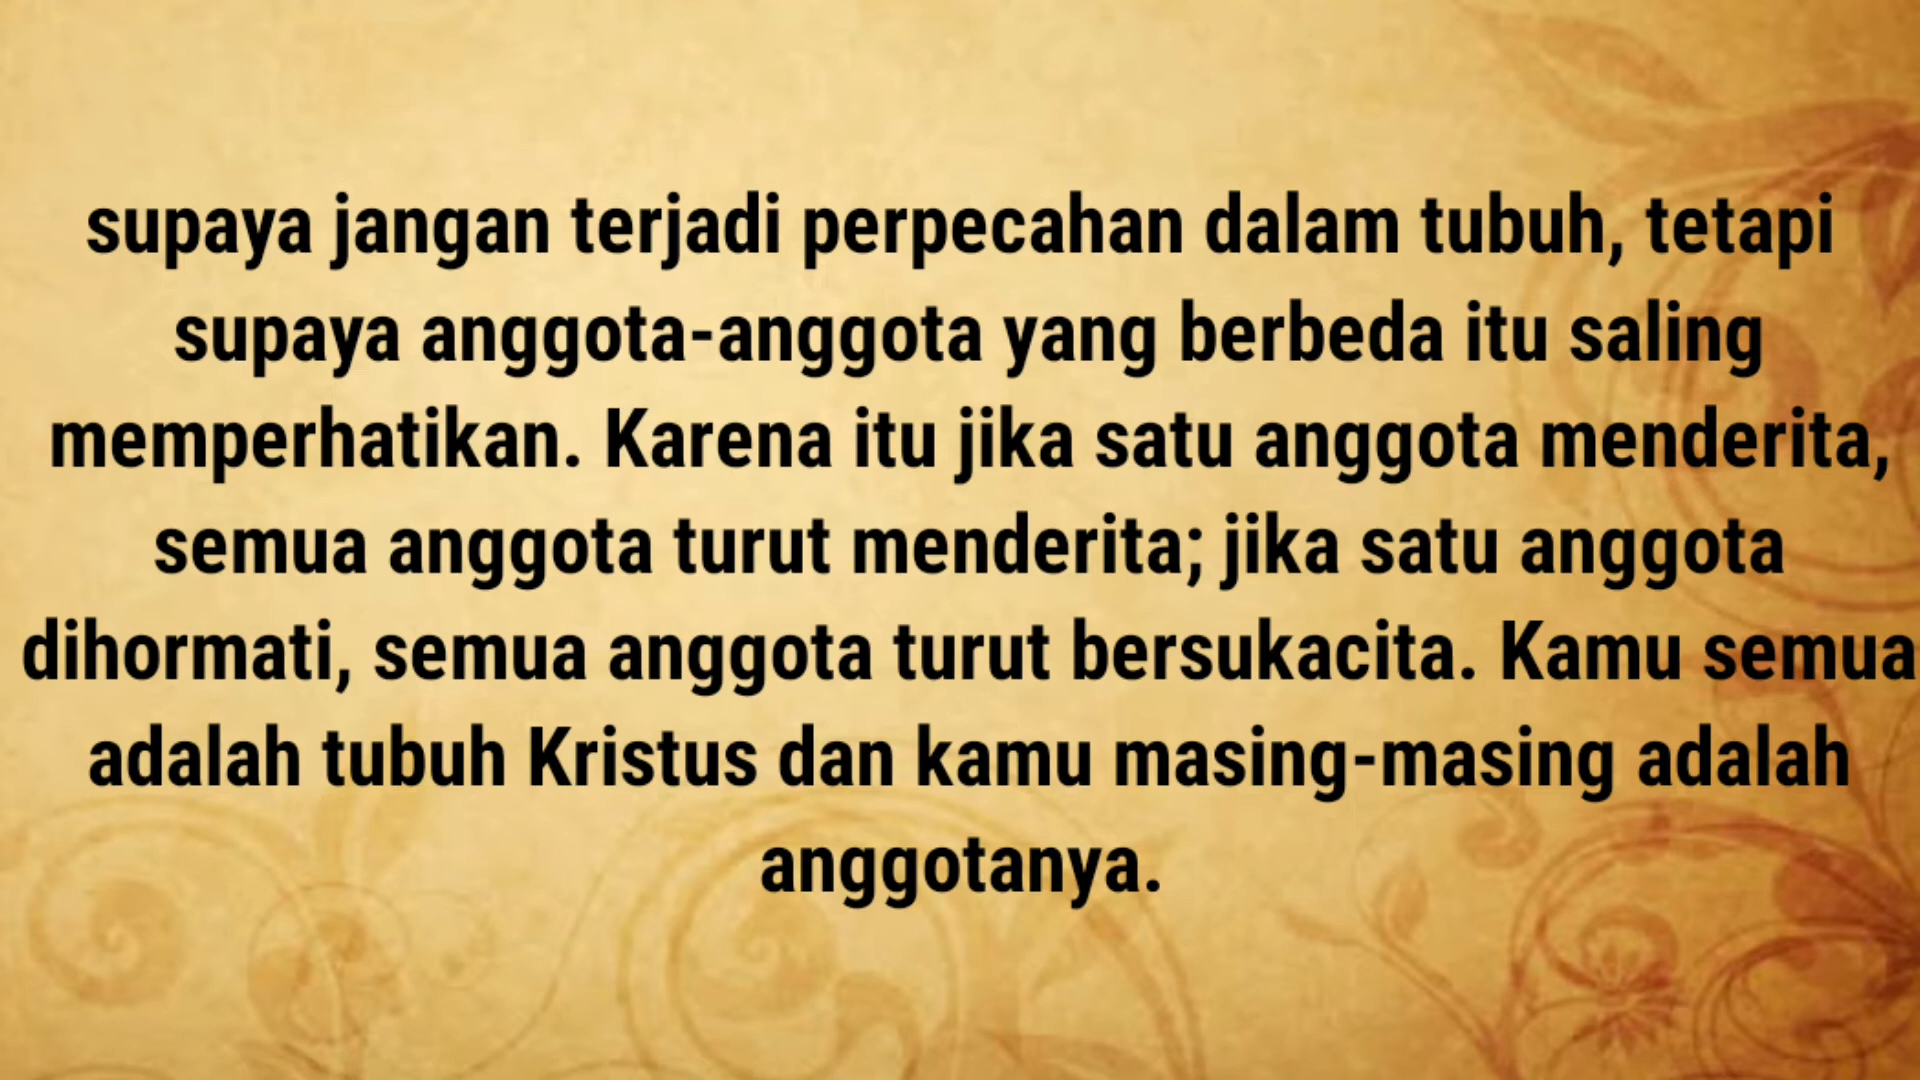 supaya jangan terjadi perpecahan dalam tubuh, tetapi
supaya anggota-anggota yang berbeda itu saling
memperhatikan. Karena itu jika satu anggota menderita,
semua anggota turut menderita; jika satu anggota
dihormati, semua anggota turut bersukacita. Kamu semua
adalah tubuh Kristus dan kamu masing-masing adalah
anggotanya.